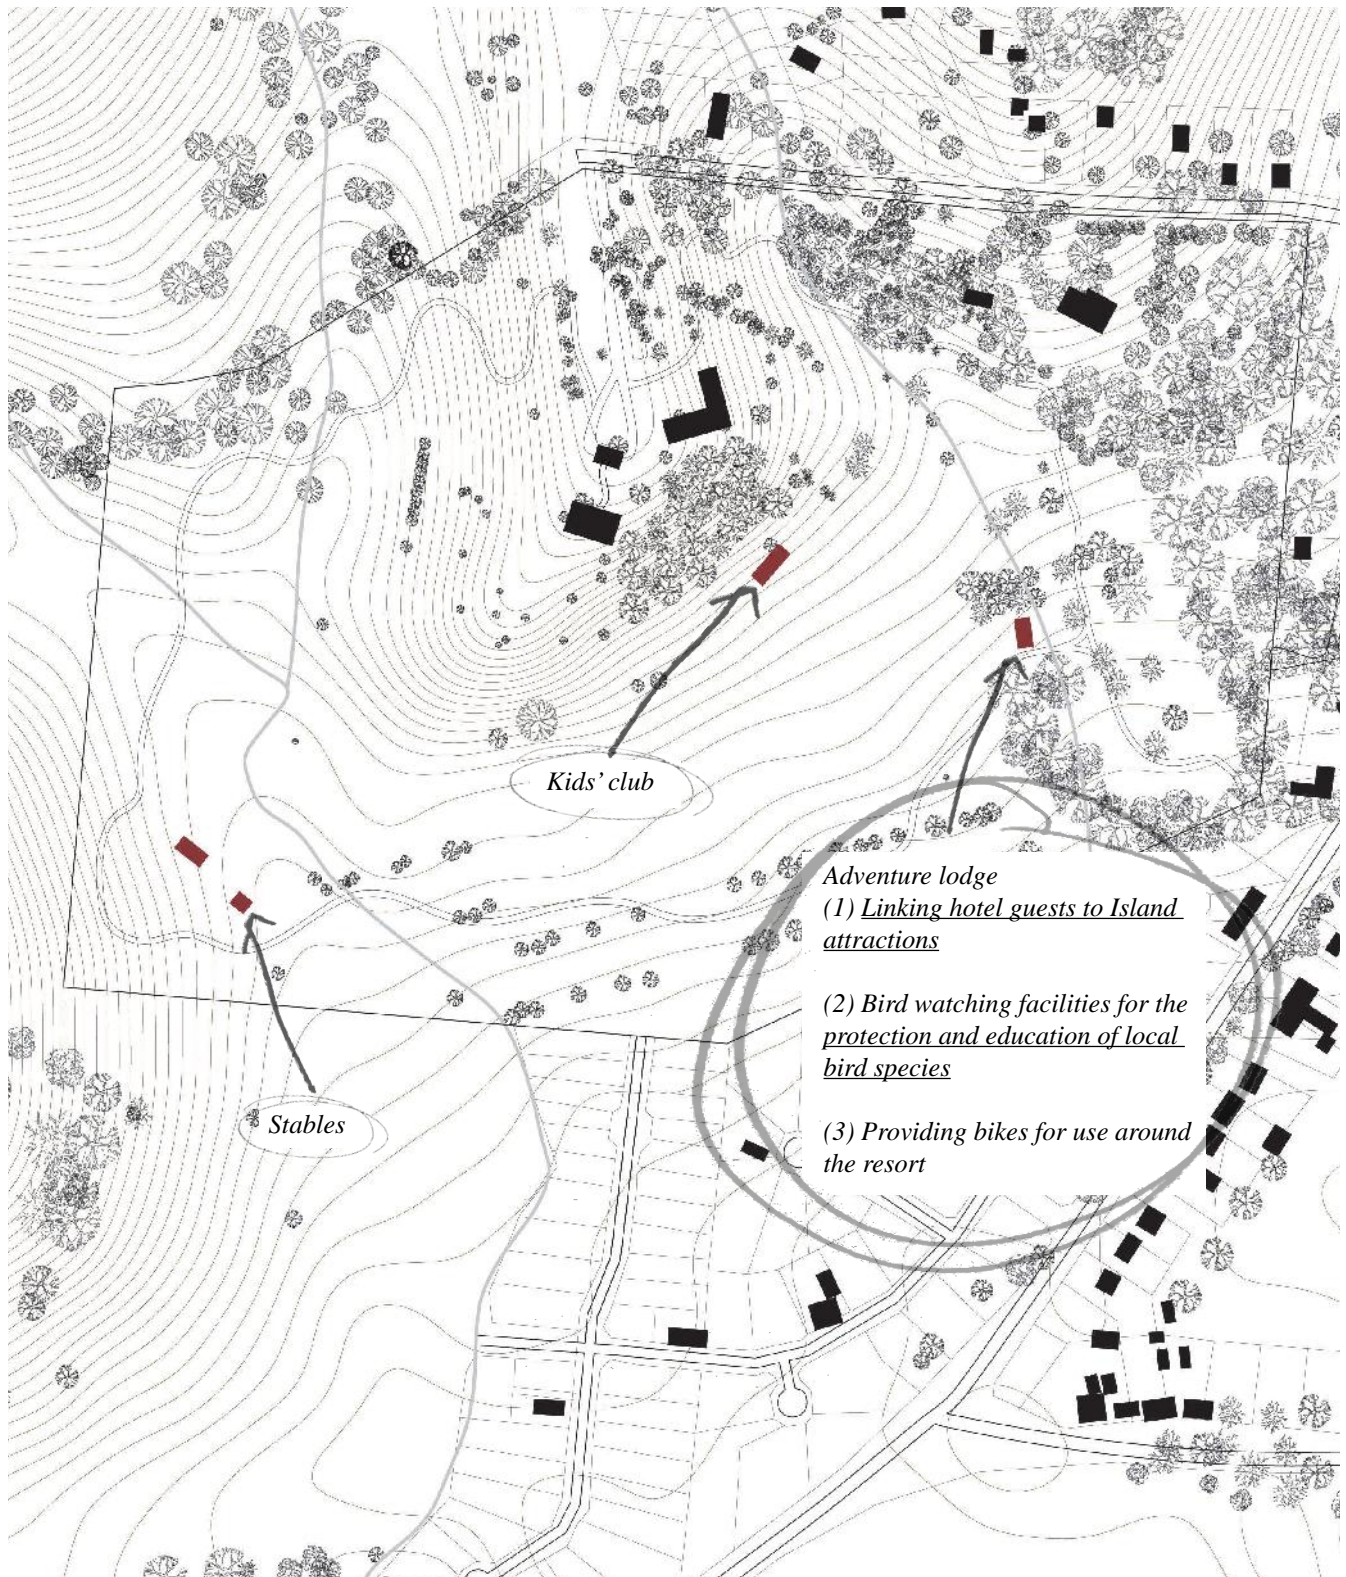 Kids’ club
Adventure lodge
(1) Linking hotel guests to Island
attractions
(2) Bird watching facilities for the
protection and education of local
bird species
(3) Providing bikes for use around
the resort
Stables